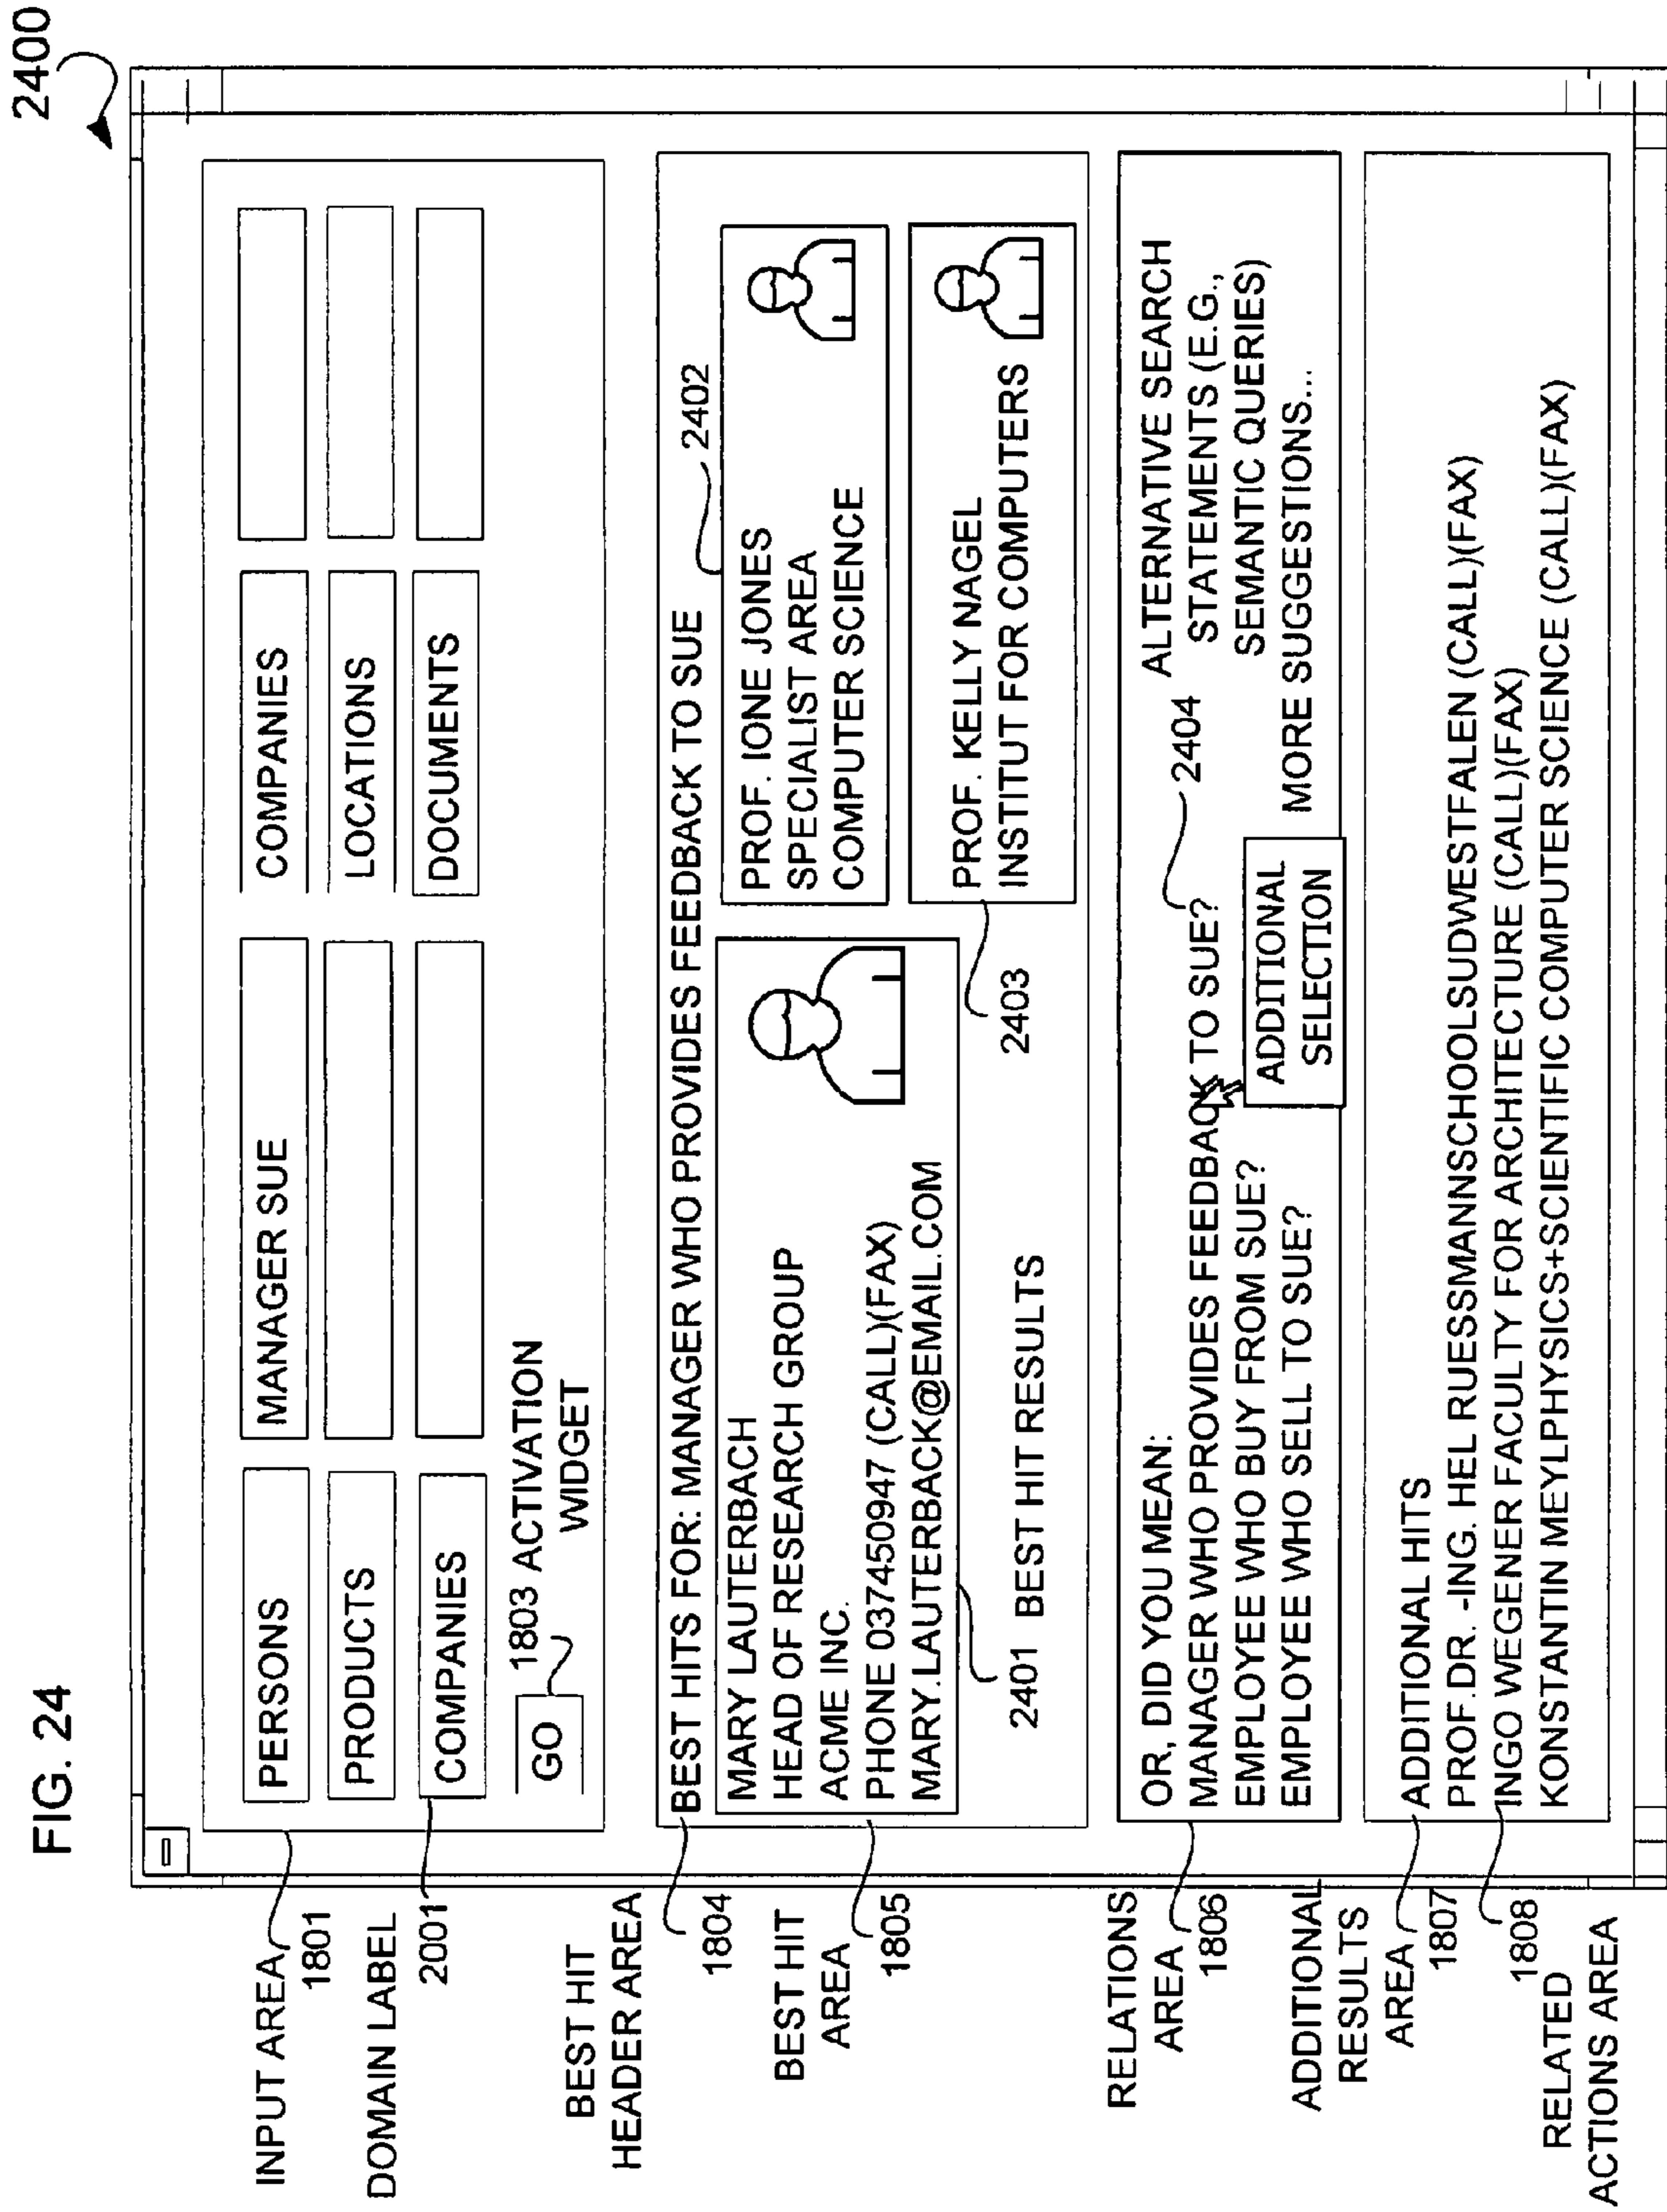 FIG. 24
2400
INPUT AREA
1801
DOMAIN LABEL
2001
PERSONS
MANAGER SUE
COMPANIES
PRODUCTS
LOCATIONS
COMPANIES
DOCUMENTS
GO
1803 ACTIVATION
WIDGET
BEST HIT
HEADER AREA
1804
BEST HITS FOR: MANAGER WHO PROVIDES FEEDBACK TO SUE
2402
BEST HIT
AREA
1805
MARY LAUTERBACH
HEAD OF RESEARCH GROUP
ACME INC.
PHONE 037450947 (CALL)(FAX)
MARY.LAUTERBACK@EMAIL.COM
PROF. IONE JONES
SPECIALIST AREA
COMPUTER SCIENCE
PROF. KELLY NAGEL
INSTITUT FOR COMPUTERS
2401 BEST HIT RESULTS
2403
RELATIONS
AREA
1806
OR, DID YOU MEAN:
MANAGER WHO PROVIDES FEEDBACK TO SUE?
EMPLOYEE WHO BUY FROM SUE?
EMPLOYEE WHO SELL TO SUE?
2404
ADDITIONAL
SELECTION
ALTERNATIVE SEARCH
STATEMENTS (E.G.,
SEMANTIC QUERIES)
MORE SUGGESTIONS...
ADDITIONAL
RESULTS
AREA
1807
ADDITIONAL HITS
PROF.DR. -ING. HEL RUESSMANNSCHOOLSUDWESTFALEN (CALL)(FAX)
INGO WEGENER FACULTY FOR ARCHITECTURE (CALL)(FAX)
KONSTANTIN MEYLPHYSICS+SCIENTIFIC COMPUTER SCIENCE (CALL)(FAX)
1808
RELATED
ACTIONS AREA